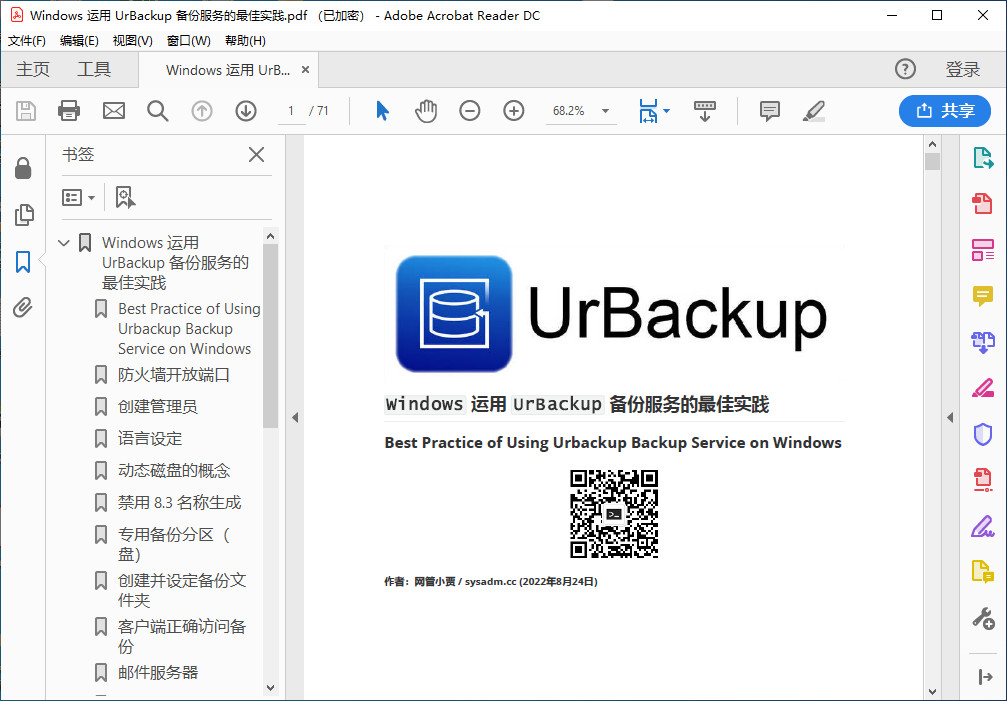 Windows 运用 UrBackup 备份服务的最佳实践.pdf （已加密） - Adobe Acrobat Reader DC
文件(F) 编辑(E) 视图(V) 窗口(W) 帮助(H)
主页 工具 Windows 运用 UrB... × ? 登录
1 / 71 68.2% 共享
书签
Windows 运用
UrBackup 备份服务的
最佳实践
Best Practice of Using
Urbackup Backup
Service on Windows
防火墙开放端口
创建管理员
语言设定
动态磁盘的概念
禁用 8.3 名称生成
专用备份分区（
盘）
创建并设定备份文
件夹
客户端正确访问备
份
邮件服务器
UrBackup
Windows 运用 UrBackup 备份服务的最佳实践
Best Practice of Using Urbackup Backup Service on Windows
作者：网管小贾 / sysadm.cc (2022年8月24日)